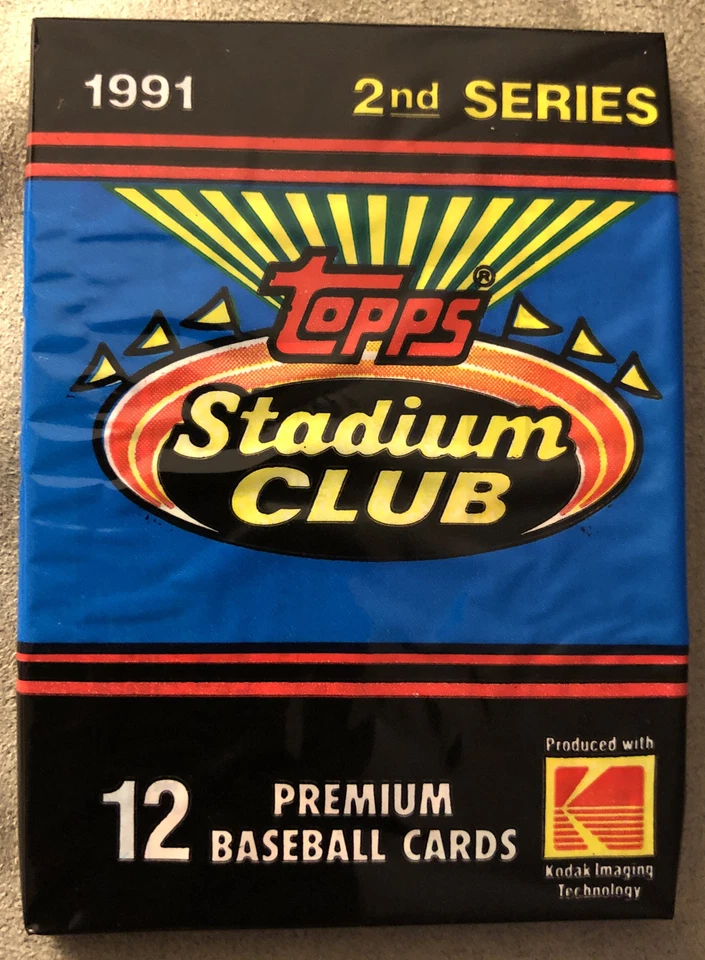 1991 2nd SERIES
Topps®
Stadium
CLUB
12 PREMIUM
BASEBALL CARDS
Produced with
K
Kodak Imaging
Technology